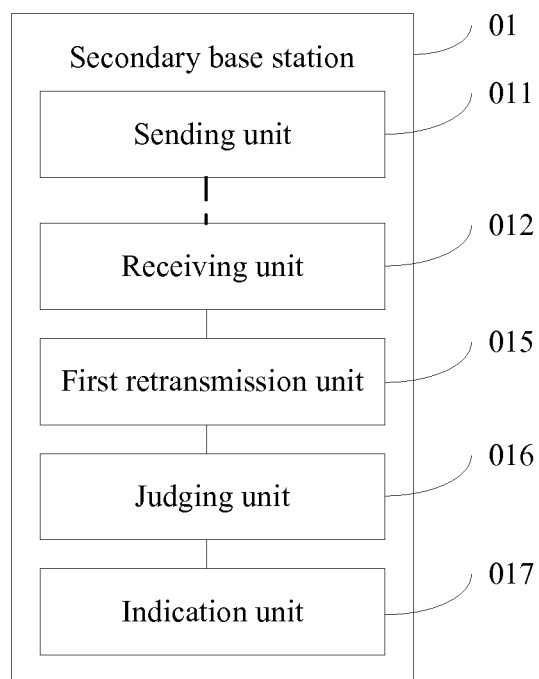 01
Secondary base station
011
Sending unit
012
Receiving unit
015
First retransmission unit
016
Judging unit
017
Indication unit